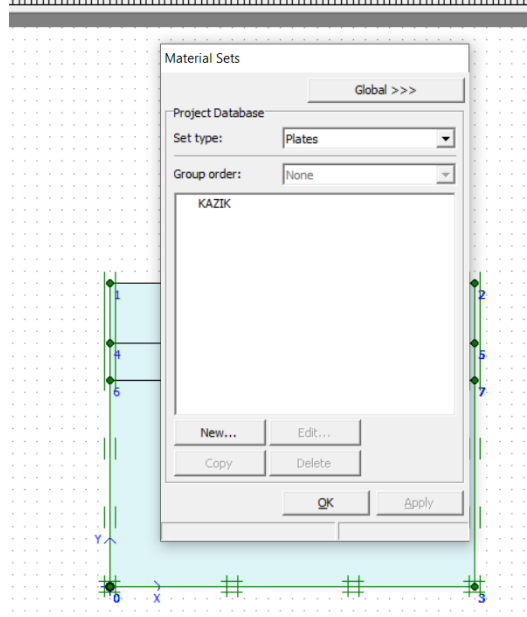 Material Sets
Global >>>
Project Database
Set type: Plates
Group order: None
KAZIK
1
2
4
5
6
7
New... Edit...
Copy Delete
OK Apply
Y
0 X 3